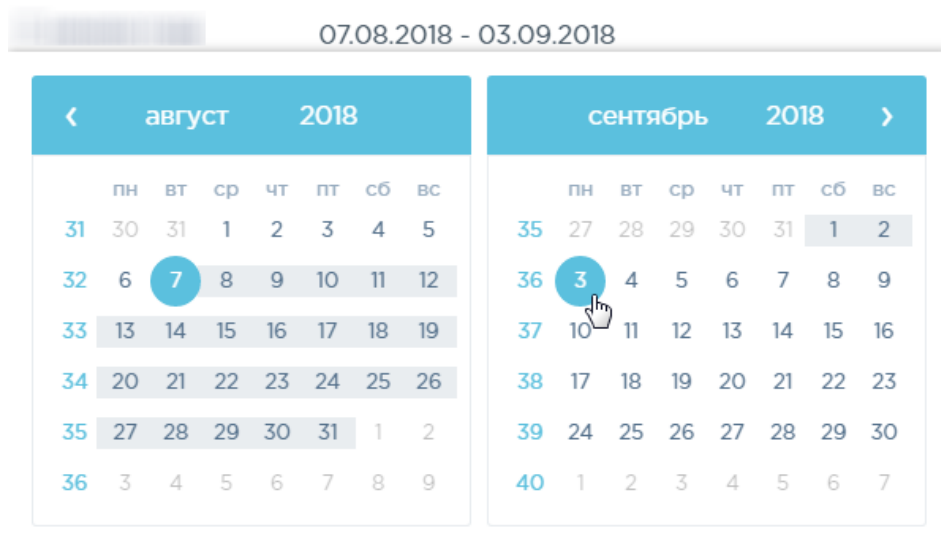 07.08.2018 - 03.09.2018
‹ август 2018
пн вт ср чт пт сб вс
31 30 31 1 2 3 4 5
32 6 7 8 9 10 11 12
33 13 14 15 16 17 18 19
34 20 21 22 23 24 25 26
35 27 28 29 30 31 1 2
36 3 4 5 6 7 8 9
сентябрь 2018 ›
пн вт ср чт пт сб вс
35 27 28 29 30 31 1 2
36 3 4 5 6 7 8 9
37 10 11 12 13 14 15 16
38 17 18 19 20 21 22 23
39 24 25 26 27 28 29 30
40 1 2 3 4 5 6 7